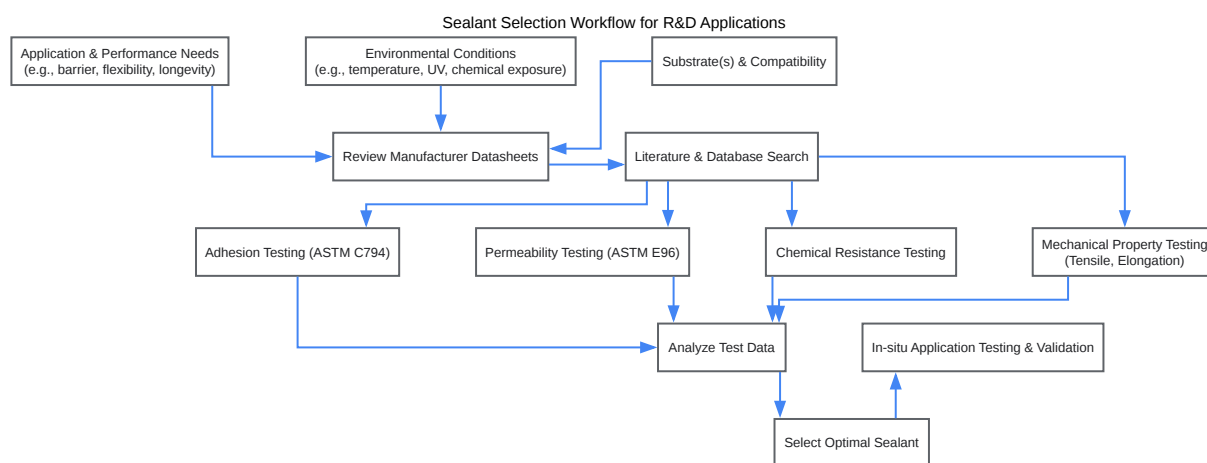 Sealant Selection Workflow for R&D Applications
Application & Performance Needs
(e.g., barrier, flexibility, longevity)
Environmental Conditions
(e.g., temperature, UV, chemical exposure)
Substrate(s) & Compatibility
Review Manufacturer Datasheets
Literature & Database Search
Adhesion Testing (ASTM C794)
Permeability Testing (ASTM E96)
Chemical Resistance Testing
Mechanical Property Testing
(Tensile, Elongation)
Analyze Test Data
In-situ Application Testing & Validation
Select Optimal Sealant